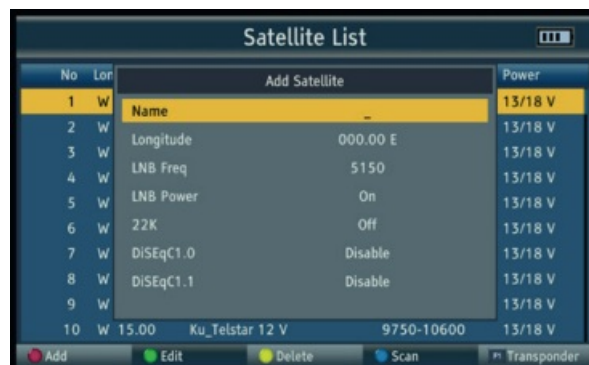 Satellite List
No Lon Power
Add Satellite
1 W 13/18 V
Name _
2 W 13/18 V
Longitude 000.00 E
3 W 13/18 V
LNB Freq 5150
4 W 13/18 V
LNB Power On
5 W 13/18 V
22K Off
6 W 13/18 V
DiSEqC1.0 Disable
7 W 13/18 V
DiSEqC1.1 Disable
8 W 13/18 V
9 W 13/18 V
10 W 15.00 Ku_Telstar 12 V 9750-10600 13/18 V
Add Edit Delete Scan F1 Transponder